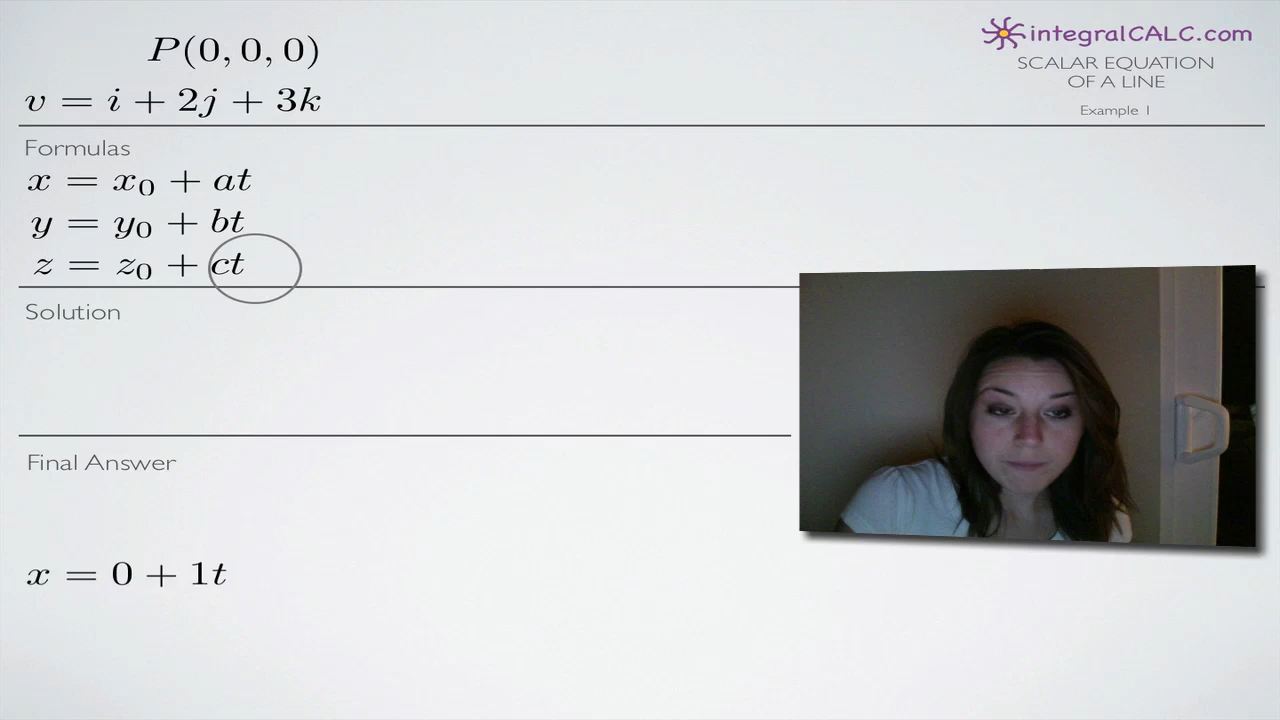 P(0, 0, 0)
v = i + 2j + 3k
integralCALC.com
SCALAR EQUATION
OF A LINE
Example 1
Formulas
x = x₀ + at
y = y₀ + bt
z = z₀ + ct
Solution
Final Answer
x = 0 + 1t